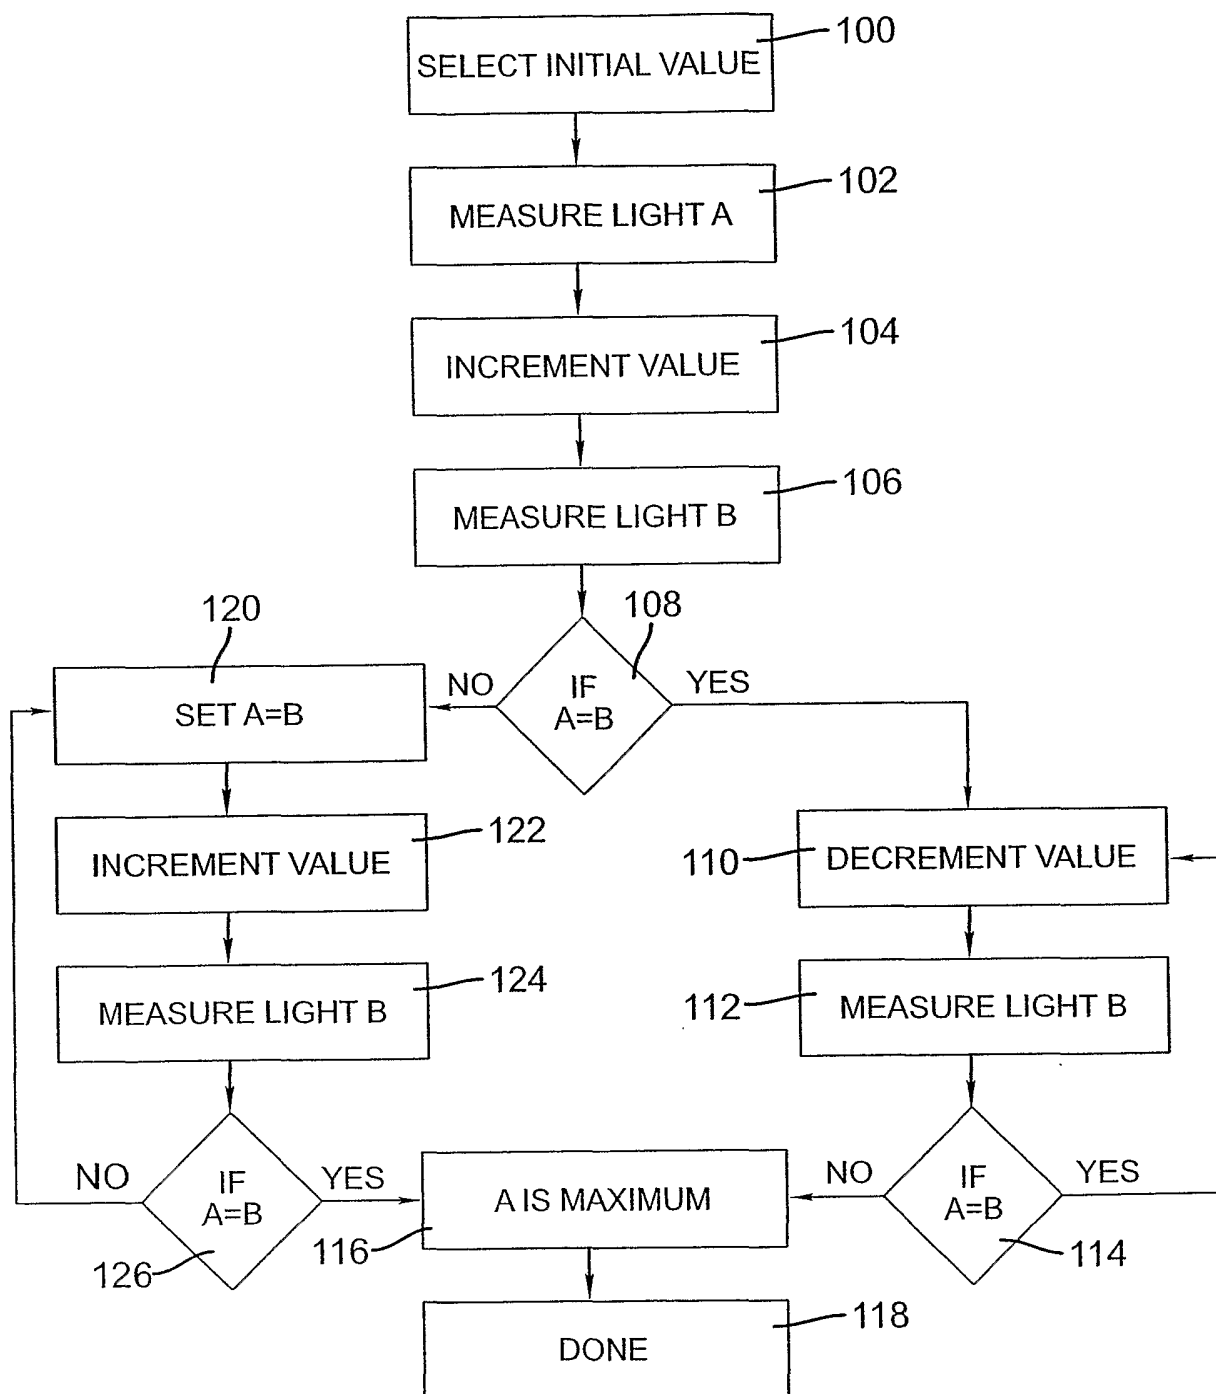 100
SELECT INITIAL VALUE
102
MEASURE LIGHT A
104
INCREMENT VALUE
106
MEASURE LIGHT B
108
IF
A=B
NO
YES
120
SET A=B
122
INCREMENT VALUE
110
DECREMENT VALUE
124
MEASURE LIGHT B
112
MEASURE LIGHT B
NO
IF
A=B
YES
126
116
A IS MAXIMUM
NO
IF
A=B
YES
114
118
DONE